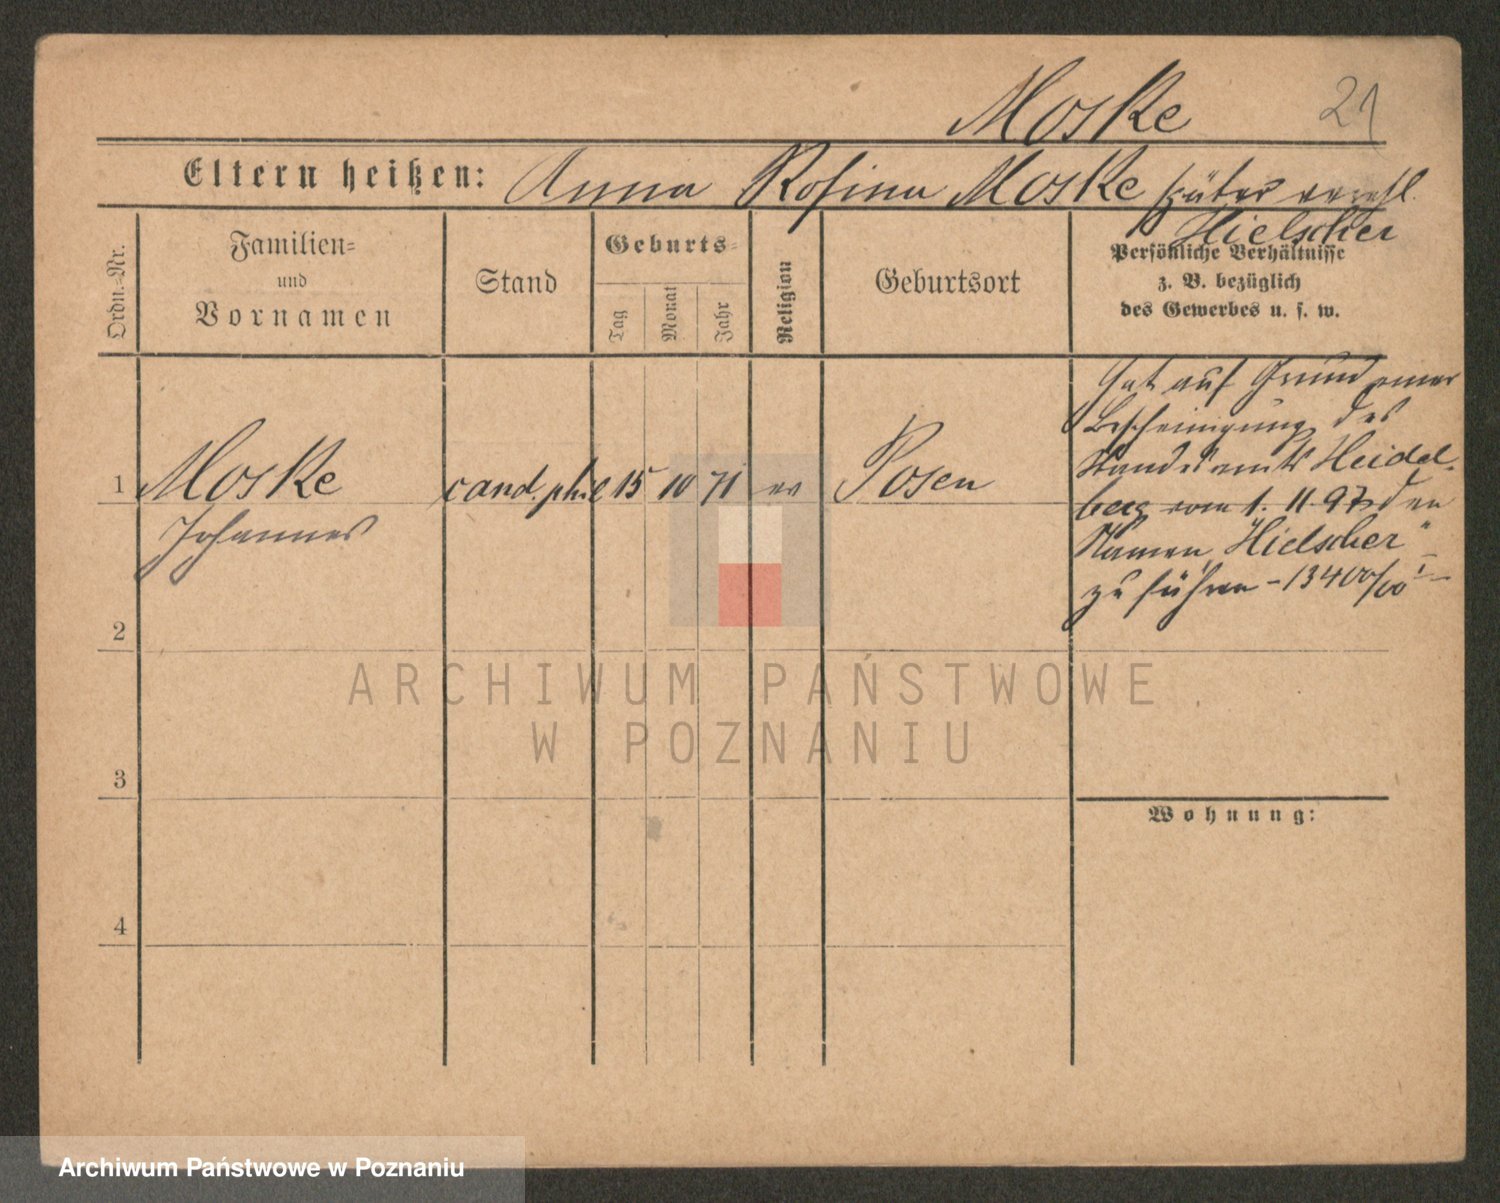 Moske
21
Eltern heißen: Anna Rosina Moske später verehl.
Hielscher
Ordn.-Nr.
Familien-
und
Vornamen
Stand
Geburts-
Tag
Monat
Jahr
Religion
Geburtsort
Persönliche Verhältnisse
z. B. bezüglich
des Gewerbes u. s. w.
1 Moske cand. phil 15 10 71 ev Posen
Johannes
Hat auf Grund einer
Bescheinigung des
Standesamts Heidel-
berg vom 1. 11 97 den
Namen „Hielscher"
zu führen - 13400/00
2
3
4
Wohnung:
ARCHIWUM PAŃSTWOWE
W POZNANIU
Archiwum Państwowe w Poznaniu